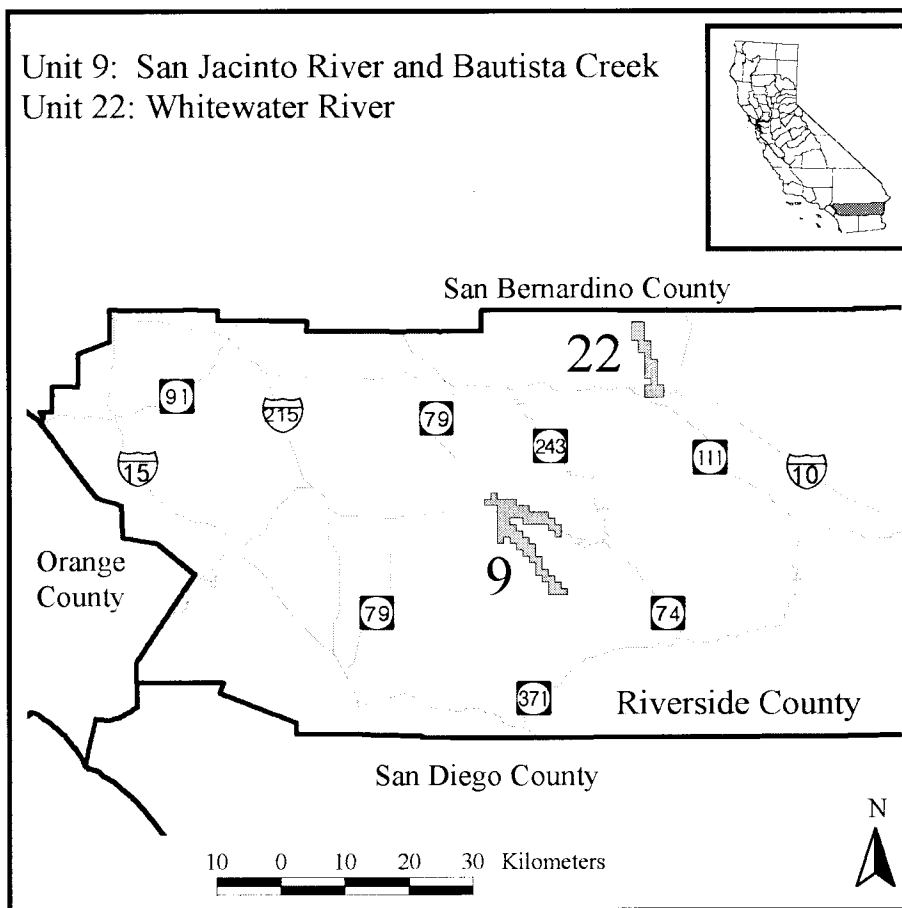 Unit 9: San Jacinto River and Bautista Creek
Unit 22: Whitewater River
San Bernardino County
22
91
215
79
243
111
15
10
Orange
County
9
79
74
371
Riverside County
San Diego County
N
10 0 10 20 30 Kilometers